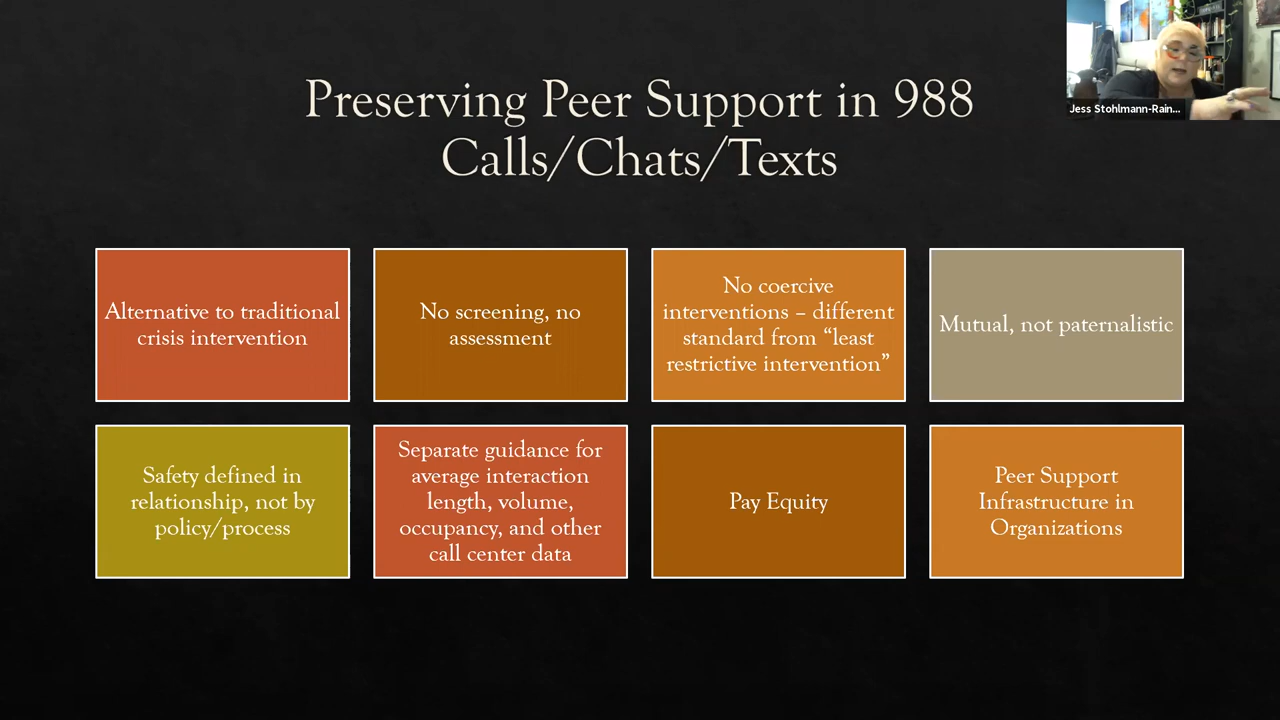 Preserving Peer Support in 988
Calls/Chats/Texts
Jess Stohlmann-Rain...
Alternative to traditional
crisis intervention
No screening, no
assessment
No coercive
interventions – different
standard from “least
restrictive intervention”
Mutual, not paternalistic
Safety defined in
relationship, not by
policy/process
Separate guidance for
average interaction
length, volume,
occupancy, and other
call center data
Pay Equity
Peer Support
Infrastructure in
Organizations